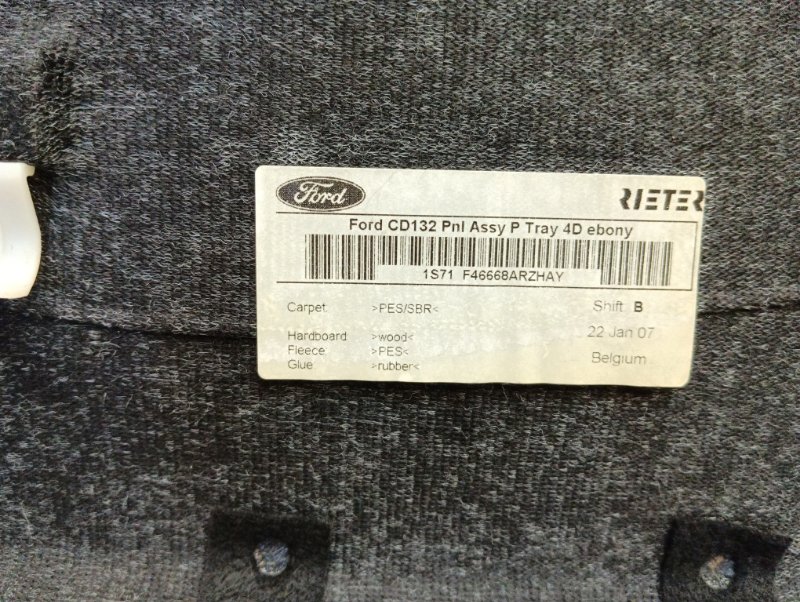 Ford
RIETER
Ford CD132 Pnl Assy P Tray 4D ebony
1S71 F46668ARZHAY
Carpet >PES/SBR< Shift B
Hardboard >wood< 22 Jan 07
Fleece >PES<
Glue >rubber< Belgium